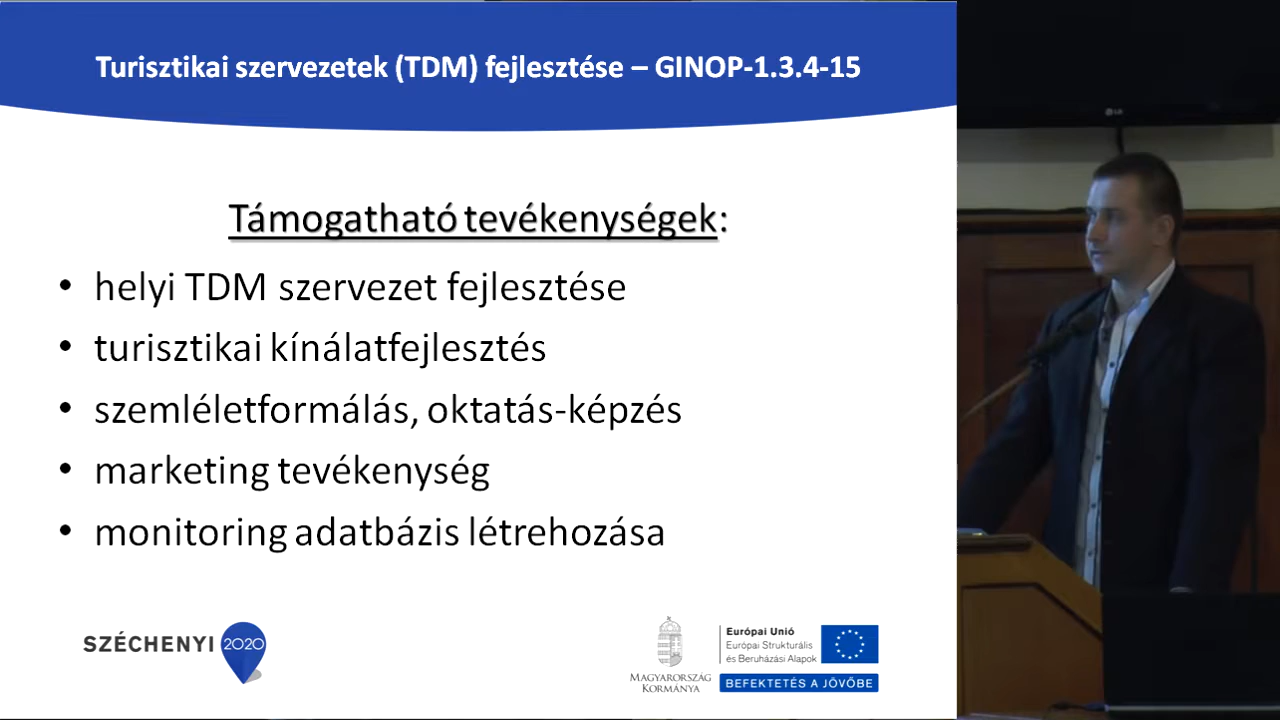 Turisztikai szervezetek (TDM) fejlesztése – GINOP-1.3.4-15
Támogatható tevékenységek:
• helyi TDM szervezet fejlesztése
• turisztikai kínálatfejlesztés
• szemléletformálás, oktatás-képzés
• marketing tevékenység
• monitoring adatbázis létrehozása
SZÉCHENYI 2020
MAGYARORSZÁG
KORMÁNYA
Európai Unió
Európai Strukturális
és Beruházási Alapok
BEFEKTETÉS A JÖVŐBE
LG